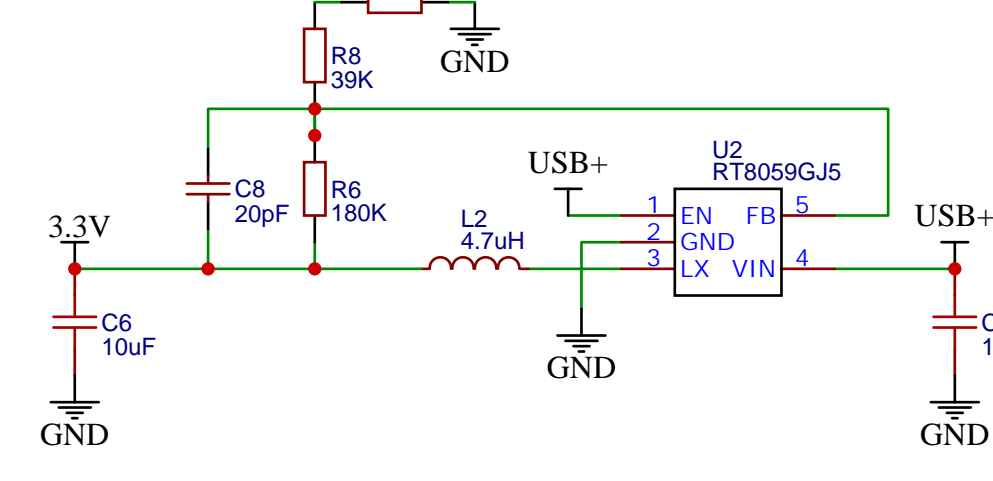 R8
39K
GND
U2
RT8059GJ5
USB+
C8
20pF
R6
180K
1
EN
FB
5
USB+
3.3V
L2
4.7uH
2
GND
3
LX
VIN
4
C6
10uF
C
1
GND
GND
GND